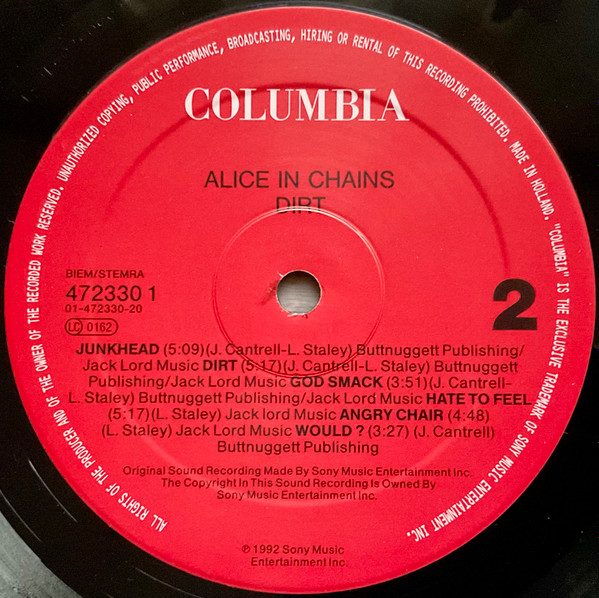 ALL RIGHTS OF THE PRODUCER AND OF THE OWNER OF THE RECORDED WORK RESERVED. UNAUTHORIZED COPYING, PUBLIC PERFORMANCE, BROADCASTING, HIRING OR RENTAL OF THIS RECORDING PROHIBITED. MADE IN HOLLAND. "COLUMBIA" IS THE EXCLUSIVE TRADEMARK OF SONY MUSIC ENTERTAINMENT INC.
COLUMBIA
ALICE IN CHAINS
DIRT
BIEM/STEMRA
472330 1
01-472330-20
LC 0162
2
JUNKHEAD (5:09)(J. Cantrell-L. Staley) Buttnuggett Publishing/
Jack Lord Music DIRT (5:17)(J. Cantrell-L. Staley) Buttnuggett
Publishing/Jack Lord Music GOD SMACK (3:51)(J. Cantrell-
L. Staley) Buttnuggett Publishing/Jack Lord Music HATE TO FEEL
(5:17)(L. Staley) Jack lord Music ANGRY CHAIR (4:48)
(L. Staley) Jack Lord Music WOULD ? (3:27) (J. Cantrell)
Buttnuggett Publishing
Original Sound Recording Made By Sony Music Entertainment Inc.
The Copyright In This Sound Recording Is Owned By
Sony Music Entertainment Inc.
℗ 1992 Sony Music
Entertainment Inc.